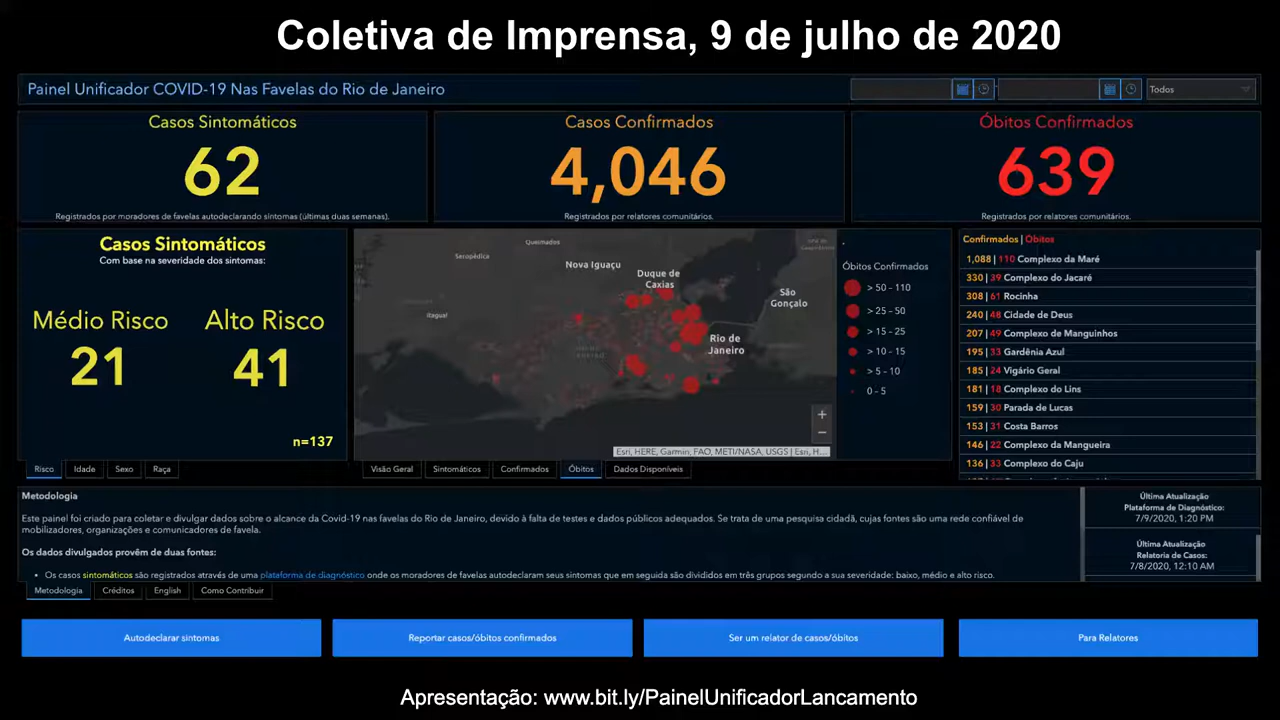 Coletiva de Imprensa, 9 de julho de 2020
Painel Unificador COVID-19 Nas Favelas do Rio de Janeiro
Todos
Casos Sintomáticos
62
Registrados por moradores de favelas autodeclarando sintomas (últimas duas semanas).
Casos Confirmados
4,046
Registrados por relatores comunitários.
Óbitos Confirmados
639
Registrados por relatores comunitários.
Casos Sintomáticos
Com base na severidade dos sintomas:
Médio Risco
21
Alto Risco
41
n=137
Risco
Idade
Sexo
Raça
Queimados
Seropédica
Nova Iguaçu
Duque de
Caxias
São
Gonçalo
Itaguaí
Rio de
Janeiro
+
−
Esri, HERE, Garmin, FAO, METI/NASA, USGS | Esri, H...
Óbitos Confirmados
> 50 - 110
> 25 - 50
> 15 - 25
> 10 - 15
> 5 - 10
0 - 5
Visão Geral
Sintomáticos
Confirmados
Óbitos
Dados Disponíveis
Confirmados | Óbitos
1,088 | 110 Complexo da Maré
330 | 39 Complexo do Jacaré
308 | 61 Rocinha
240 | 48 Cidade de Deus
207 | 49 Complexo de Manguinhos
195 | 33 Gardênia Azul
185 | 24 Vigário Geral
181 | 18 Complexo do Lins
159 | 30 Parada de Lucas
153 | 31 Costa Barros
146 | 22 Complexo da Mangueira
136 | 33 Complexo do Caju
Metodologia
Este painel foi criado para coletar e divulgar dados sobre o alcance da Covid-19 nas favelas do Rio de Janeiro, devido à falta de testes e dados públicos adequados. Se trata de uma pesquisa cidadã, cujas fontes são uma rede confiável de
mobilizadores, organizações e comunicadores de favela.
Os dados divulgados provêm de duas fontes:
• Os casos sintomáticos são registrados através de uma plataforma de diagnóstico onde os moradores de favelas autodeclaram seus sintomas que em seguida são divididos em três grupos segundo a sua severidade: baixo, médio e alto risco.
Metodologia
Créditos
English
Como Contribuir
Última Atualização
Plataforma de Diagnóstico:
7/9/2020, 1:20 PM
Última Atualização
Relatoria de Casos:
7/8/2020, 12:10 AM
Autodeclarar sintomas
Reportar casos/óbitos confirmados
Ser um relator de casos/óbitos
Para Relatores
Apresentação: www.bit.ly/PainelUnificadorLancamento